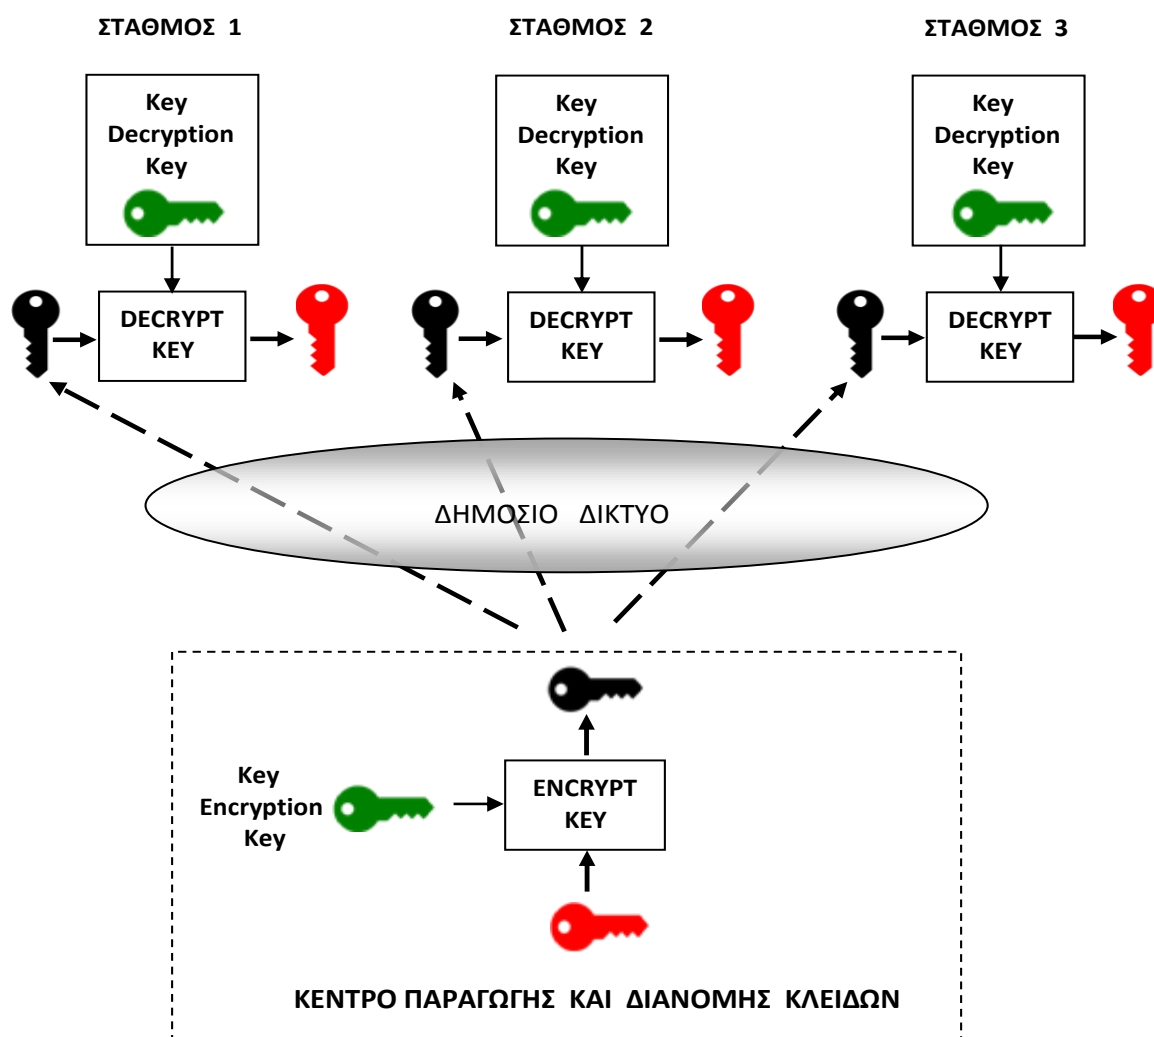 ΣΤΑΘΜΟΣ 1
ΣΤΑΘΜΟΣ 2
ΣΤΑΘΜΟΣ 3
Key
Decryption
Key
Key
Decryption
Key
Key
Decryption
Key
DECRYPT
KEY
DECRYPT
KEY
DECRYPT
KEY
ΔΗΜΟΣΙΟ ΔΙΚΤΥΟ
Key
Encryption
Key
ENCRYPT
KEY
ΚΕΝΤΡΟ ΠΑΡΑΓΩΓΗΣ ΚΑΙ ΔΙΑΝΟΜΗΣ ΚΛΕΙΔΩΝ